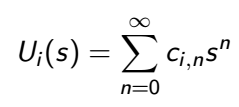 U_i(s) = \sum_{n=0}^{\infty} c_{i,n} s^n